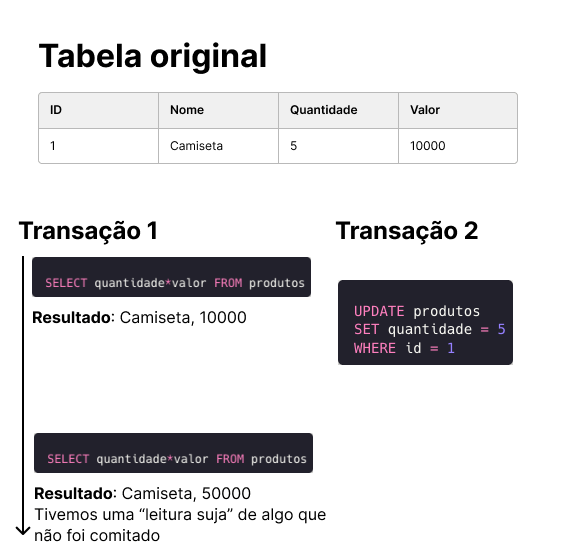 Tabela original
ID Nome Quantidade Valor
1 Camiseta 5 10000
Transação 1
SELECT quantidade*valor FROM produtos
Resultado: Camiseta, 10000
Transação 2
UPDATE produtos
SET quantidade = 5
WHERE id = 1
SELECT quantidade*valor FROM produtos
Resultado: Camiseta, 50000
Tivemos uma “leitura suja” de algo que
não foi comitado